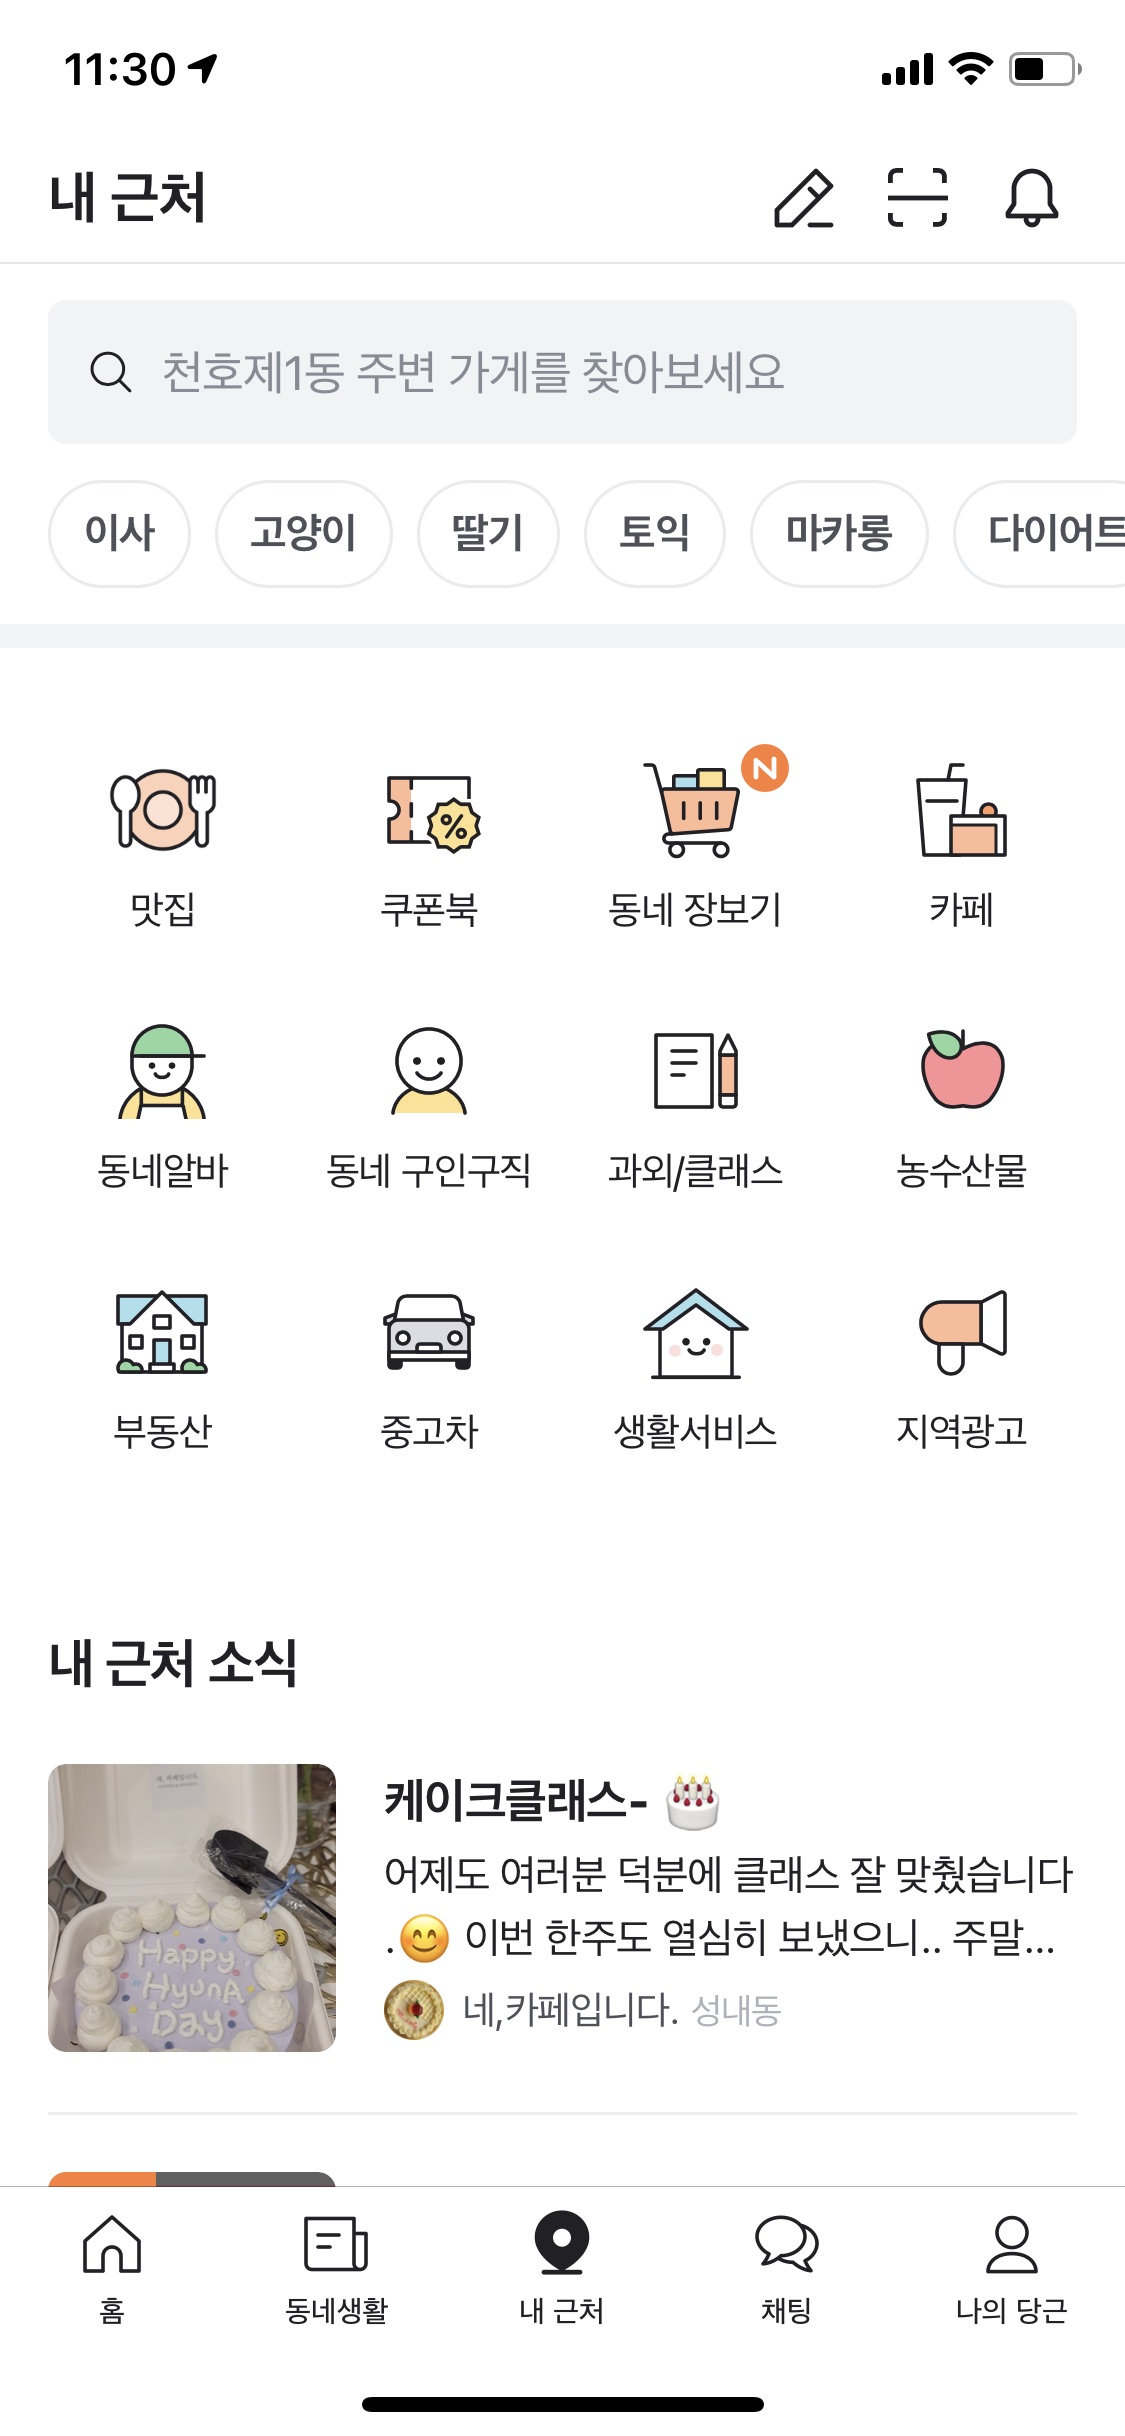 11:30
내 근처
천호제1동 주변 가게를 찾아보세요
이사 고양이 딸기 토익 마카롱 다이어트
N
맛집 쿠폰북 동네 장보기 카페
동네알바 동네 구인구직 과외/클래스 농수산물
부동산 중고차 생활서비스 지역광고
내 근처 소식
케이크클래스- 🎂
어제도 여러분 덕분에 클래스 잘 맞췄습니다
.😊 이번 한주도 열심히 보냈으니.. 주말...
네,카페입니다. 성내동
Happy
HyunA
Day
홈 동네생활 내 근처 채팅 나의 당근